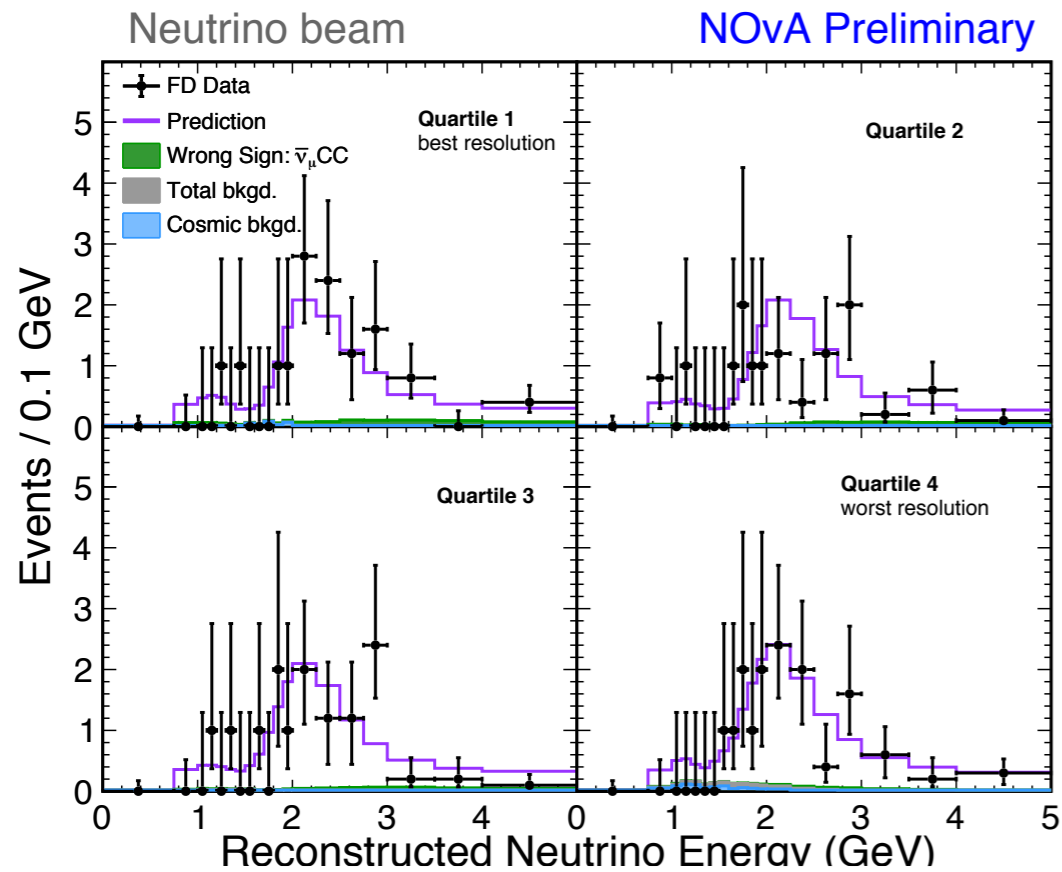 Neutrino beam
NOvA Preliminary
FD Data
Prediction
Wrong Sign: ν̅μCC
Total bkgd.
Cosmic bkgd.
Quartile 1
best resolution
Quartile 2
Quartile 3
Quartile 4
worst resolution
Events / 0.1 GeV
5
4
3
2
1
0
5
4
3
2
1
0
0 1 2 3 4 0 1 2 3 4 5
Reconstructed Neutrino Energy (GeV)